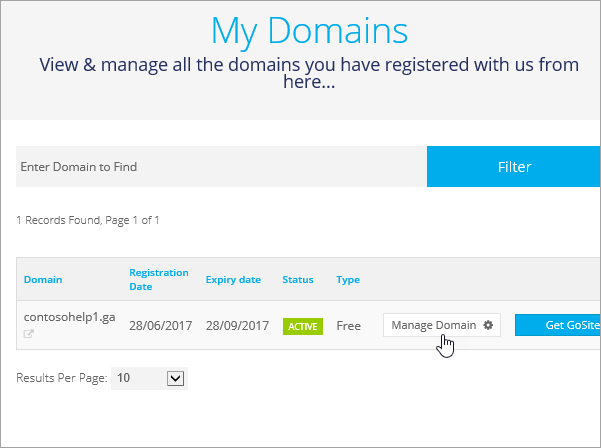 My Domains
View & manage all the domains you have registered with us from
here...
Enter Domain to Find
Filter
1 Records Found, Page 1 of 1
Domain
Registration
Date
Expiry date
Status
Type
contosohelp1.ga
28/06/2017
28/09/2017
ACTIVE
Free
Manage Domain
Get GoSite
Results Per Page:
10